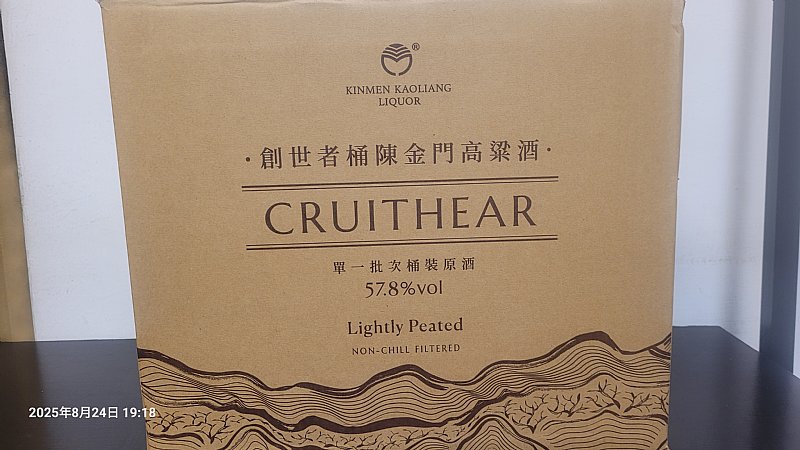 ®
KINMEN KAOLIANG
LIQUOR
·創世者桶陳金門高粱酒·
CRUITHEAR
單一批次桶裝原酒
57.8%vol
Lightly Peated
NON-CHILL FILTERED
2025年8月24日 19:18